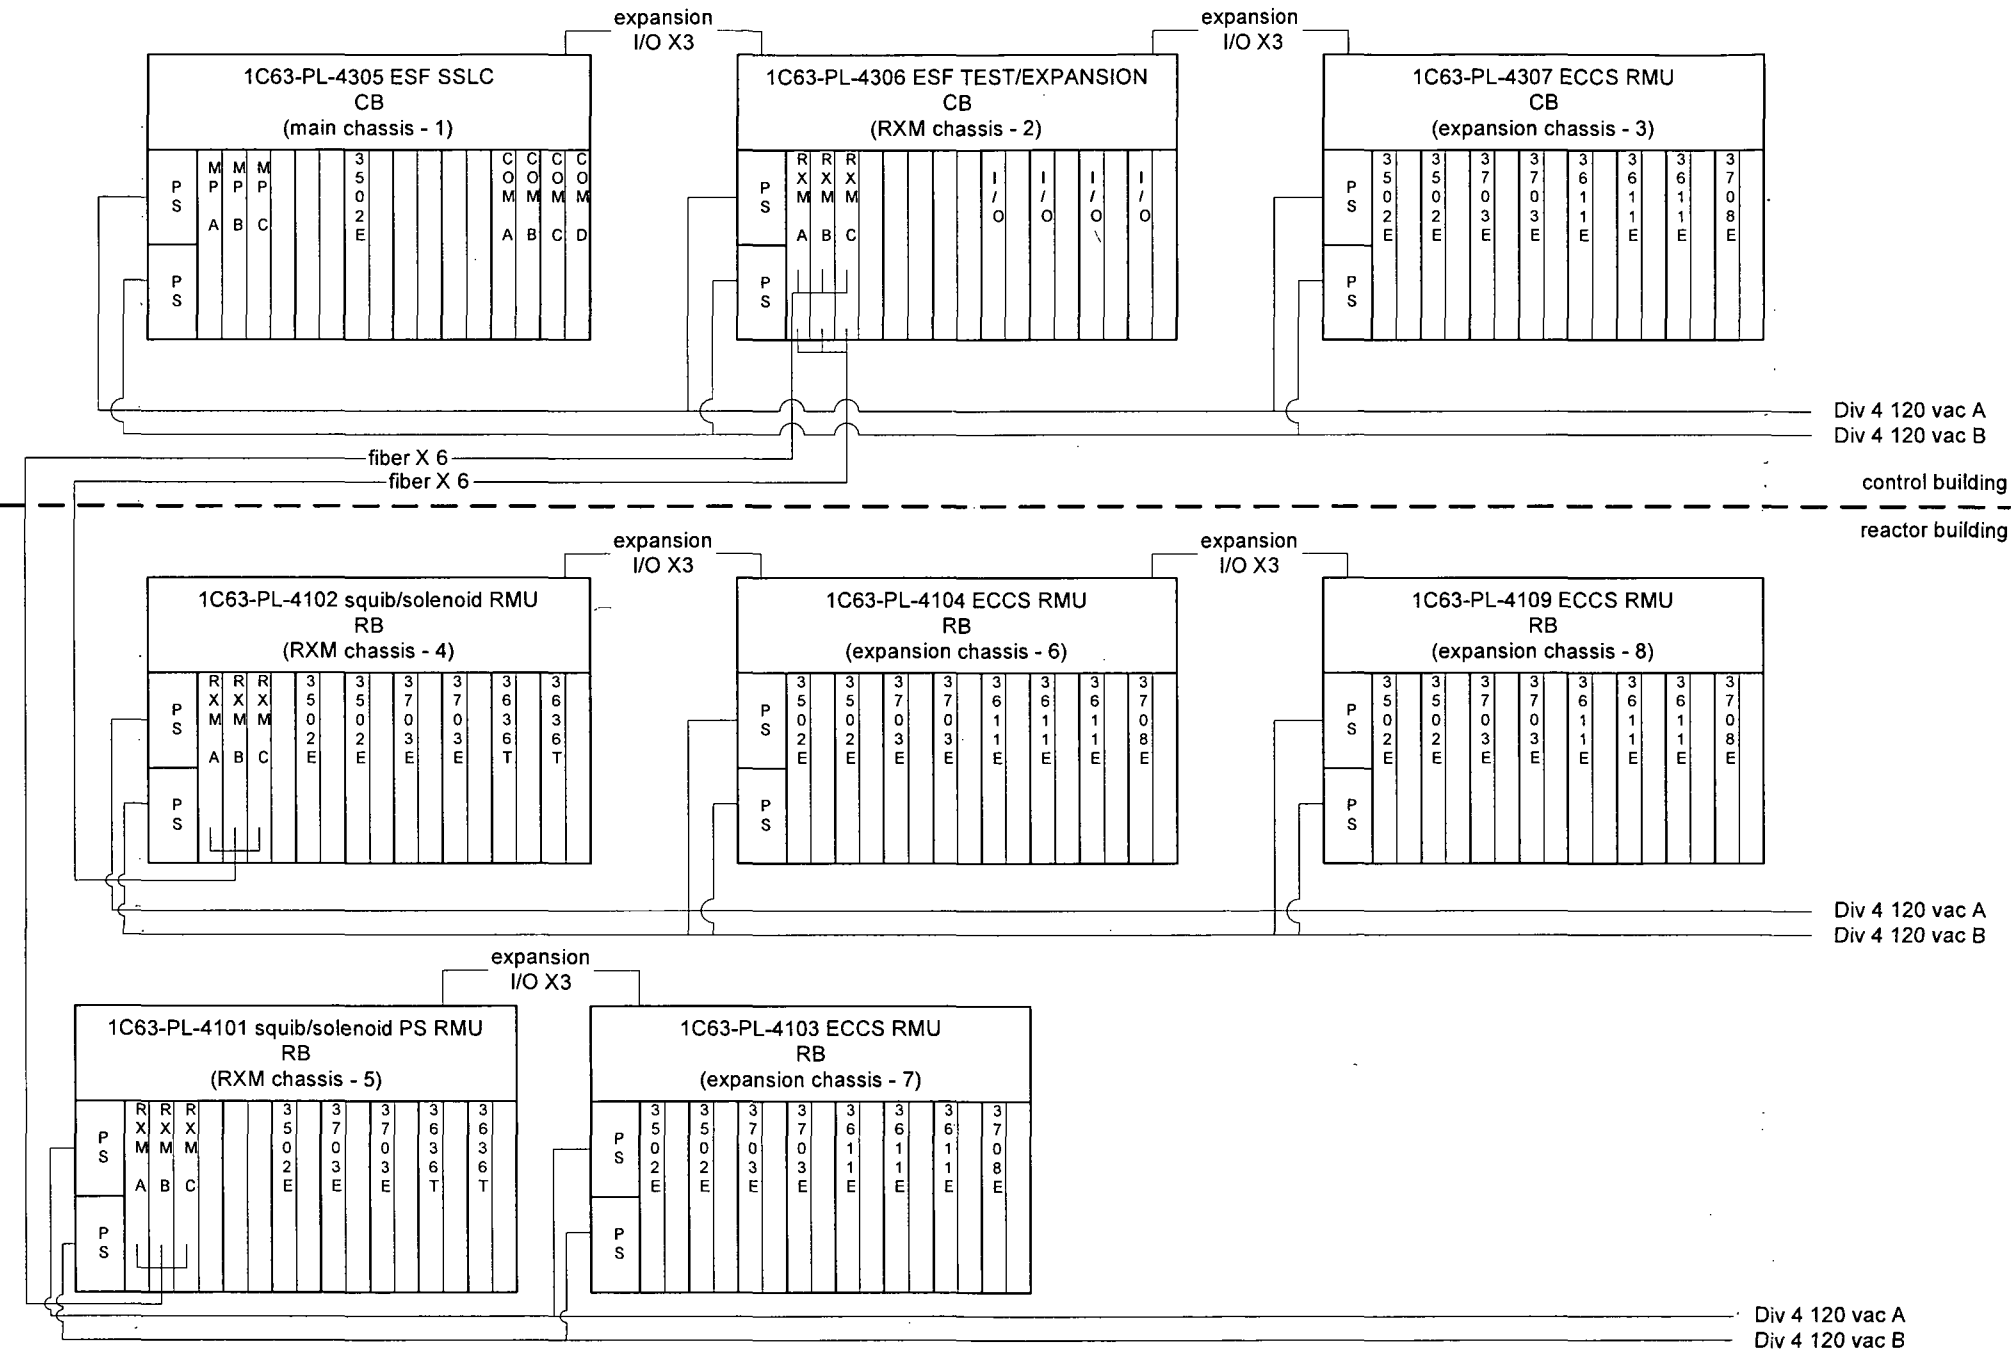 expansion
I/O X3
expansion
I/O X3
1C63-PL-4305 ESF SSLC
CB
(main chassis - 1)
PS
PS
MP A
MP B
MP C
3502E
COM A
COM B
COM C
COM D
1C63-PL-4306 ESF TEST/EXPANSION
CB
(RXM chassis - 2)
PS
PS
RXM A
RXM B
RXM C
I/O
I/O
I/O
I/O
1C63-PL-4307 ECCS RMU
CB
(expansion chassis - 3)
PS
PS
3502E
3502E
3703E
3703E
3611E
3611E
3611E
3708E
Div 4 120 vac A
Div 4 120 vac B
fiber X 6
fiber X 6
control building
reactor building
expansion
I/O X3
expansion
I/O X3
1C63-PL-4102 squib/solenoid RMU
RB
(RXM chassis - 4)
PS
PS
RXM A
RXM B
RXM C
3502E
3502E
3703E
3703E
3636T
3636T
1C63-PL-4104 ECCS RMU
RB
(expansion chassis - 6)
PS
PS
3502E
3502E
3703E
3703E
3611E
3611E
3611E
3708E
1C63-PL-4109 ECCS RMU
RB
(expansion chassis - 8)
PS
PS
3502E
3502E
3703E
3703E
3611E
3611E
3611E
3708E
Div 4 120 vac A
Div 4 120 vac B
expansion
I/O X3
1C63-PL-4101 squib/solenoid PS RMU
RB
(RXM chassis - 5)
PS
PS
RXM A
RXM B
RXM C
3502E
3703E
3703E
3636T
3636T
1C63-PL-4103 ECCS RMU
RB
(expansion chassis - 7)
PS
PS
3502E
3502E
3703E
3703E
3611E
3611E
3611E
3708E
Div 4 120 vac A
Div 4 120 vac B